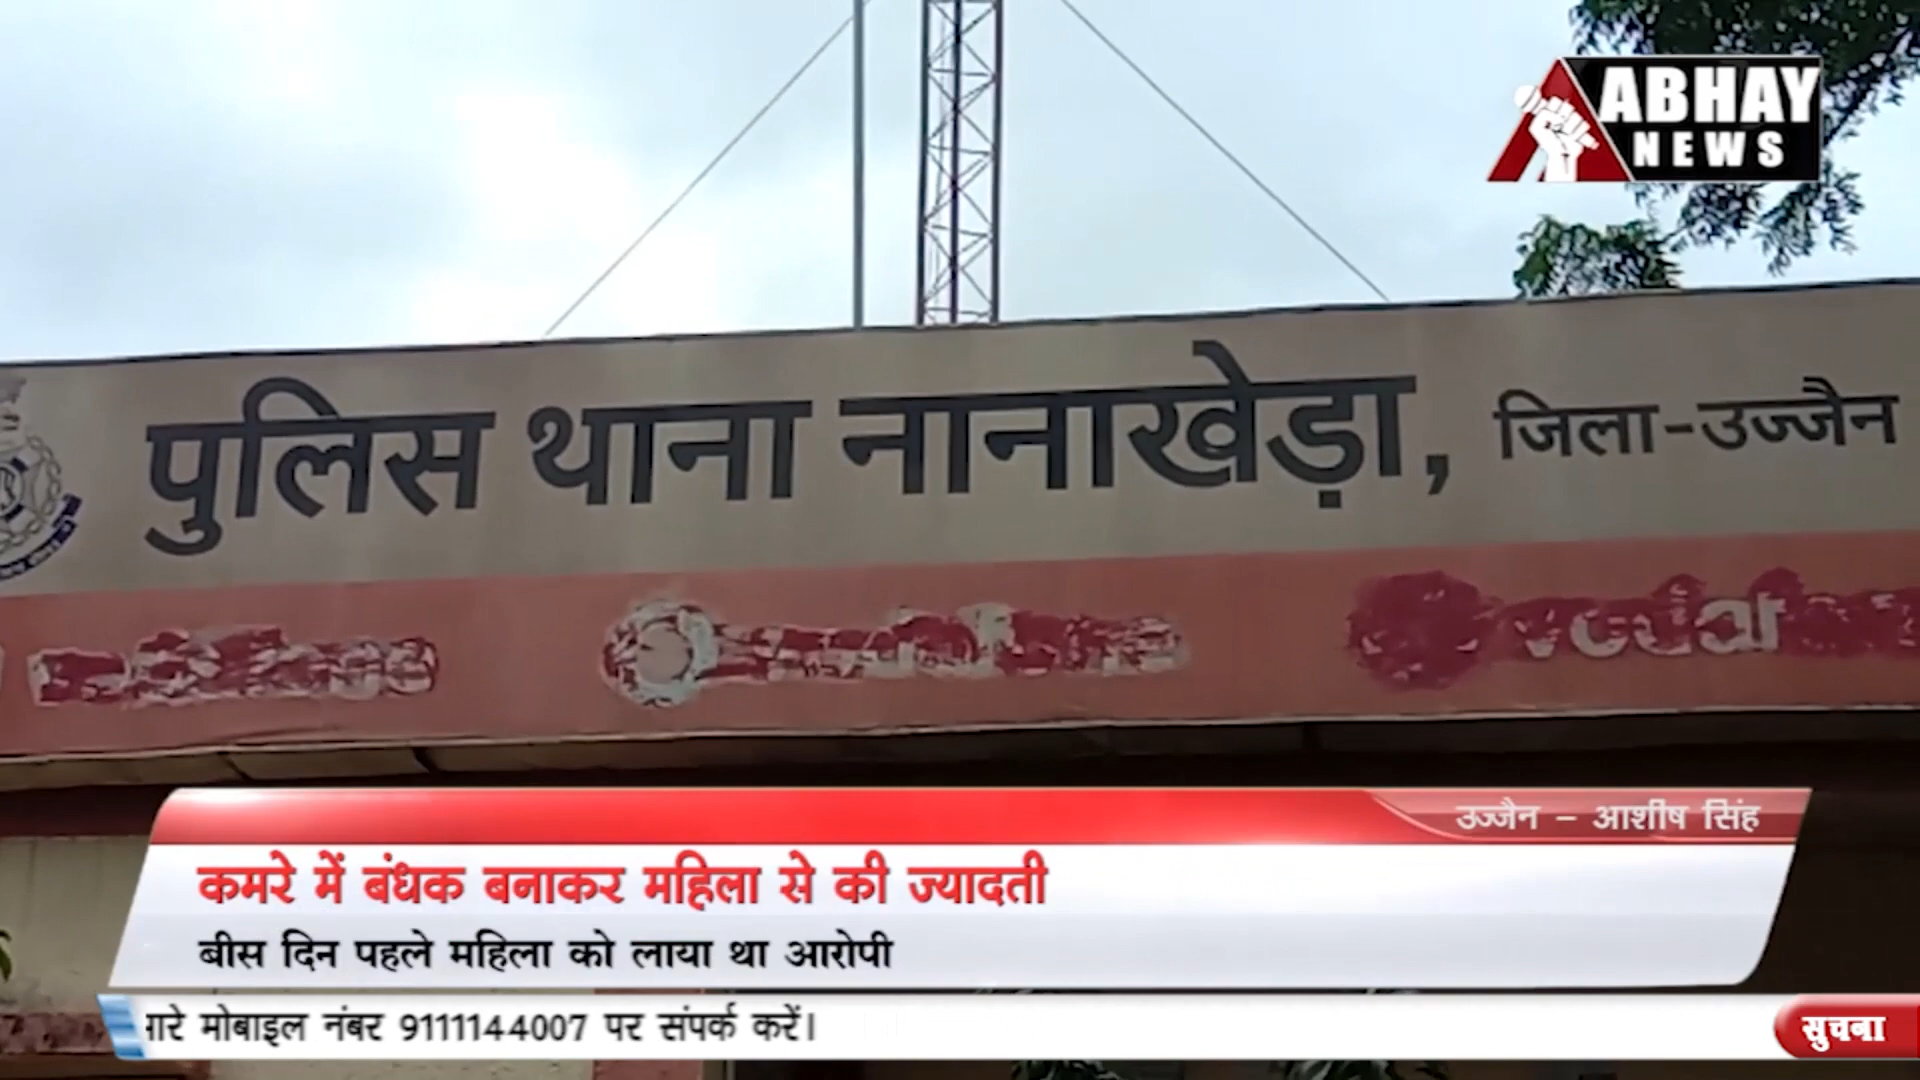 ABHAY
NEWS
पुलिस थाना नानाखेड़ा, जिला-उज्जैन
उज्जैन – आशीष सिंह
कमरे में बंधक बनाकर महिला से की ज्यादती
बीस दिन पहले महिला को लाया था आरोपी
मोबाइल नंबर 9111144007 पर संपर्क करें।
सुचना